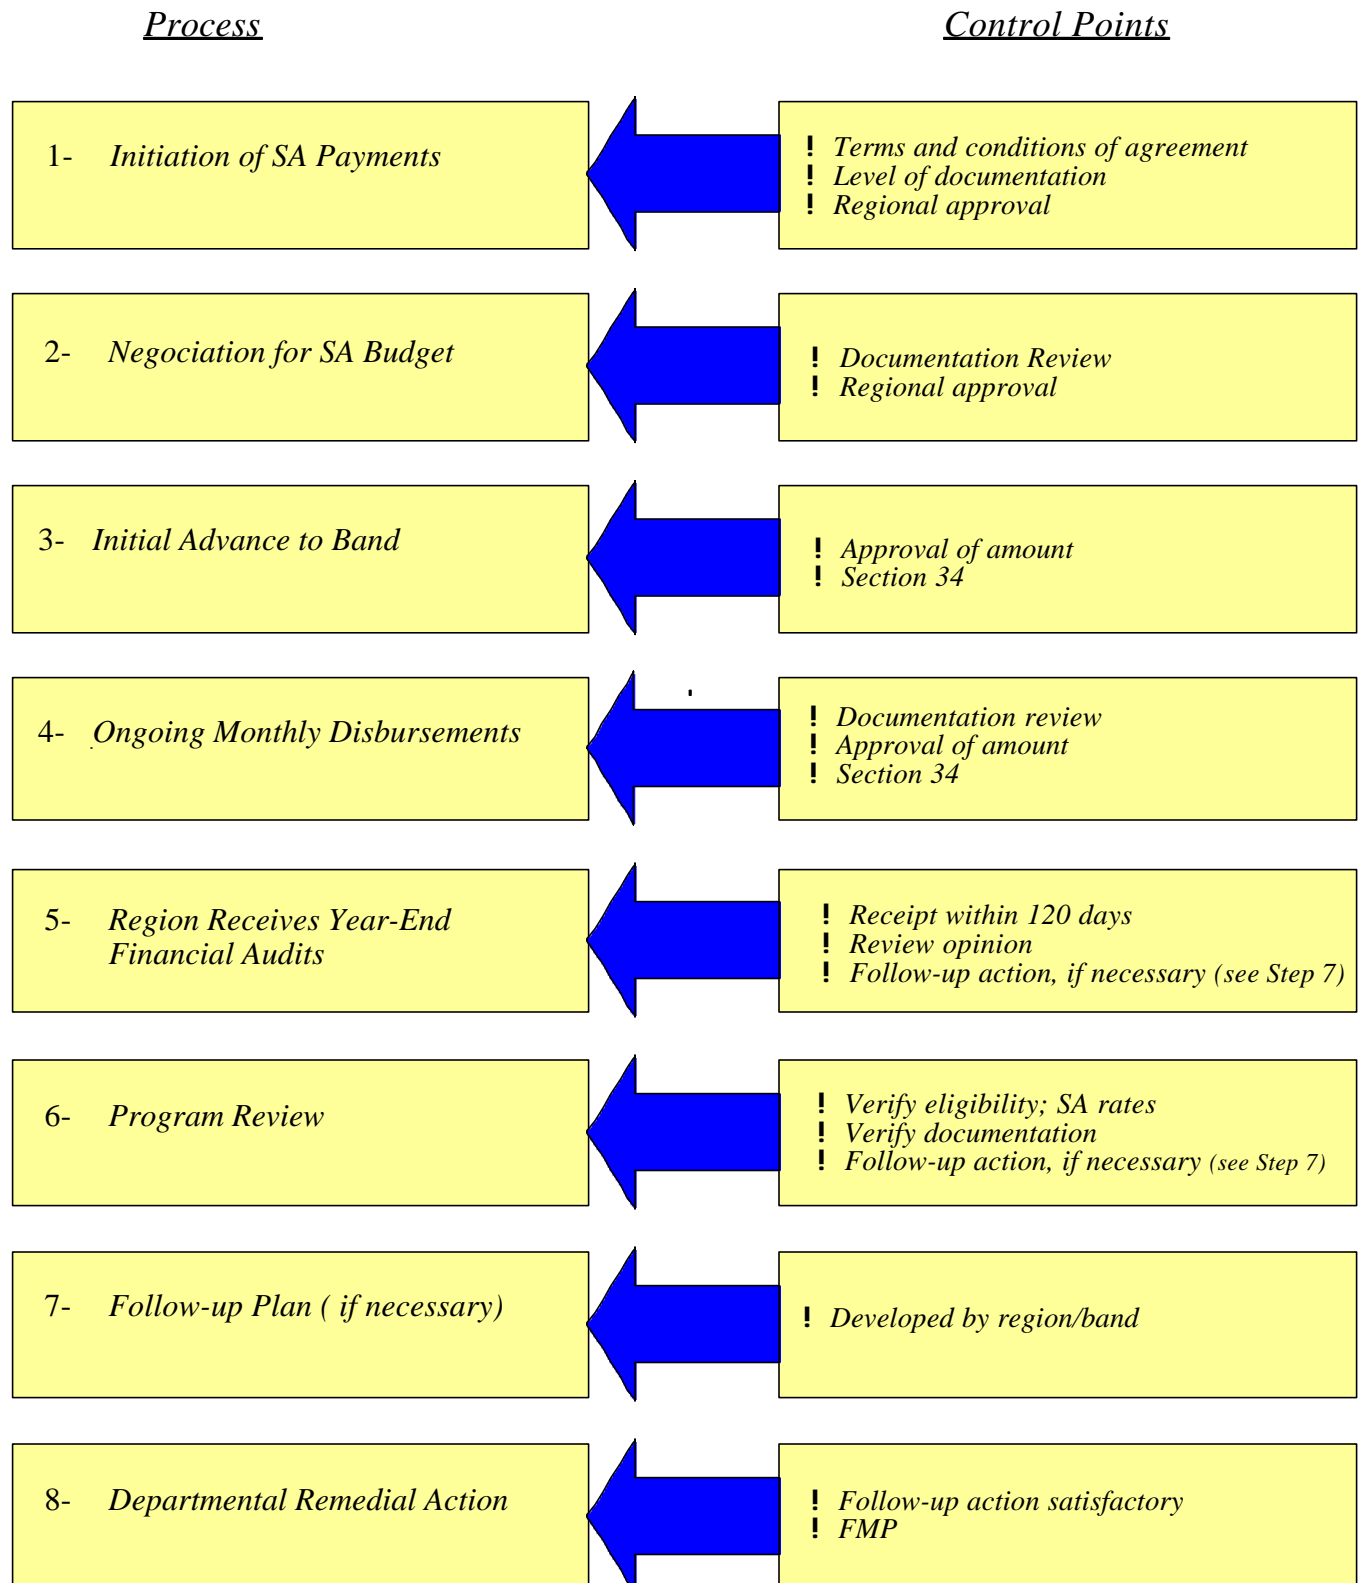 Process
Control Points
1- Initiation of SA Payments
! Terms and conditions of agreement
! Level of documentation
! Regional approval
2- Negociation for SA Budget
! Documentation Review
! Regional approval
3- Initial Advance to Band
! Approval of amount
! Section 34
4- Ongoing Monthly Disbursements
! Documentation review
! Approval of amount
! Section 34
5- Region Receives Year-End
Financial Audits
! Receipt within 120 days
! Review opinion
! Follow-up action, if necessary (see Step 7)
6- Program Review
! Verify eligibility; SA rates
! Verify documentation
! Follow-up action, if necessary (see Step 7)
7- Follow-up Plan ( if necessary)
! Developed by region/band
8- Departmental Remedial Action
! Follow-up action satisfactory
! FMP